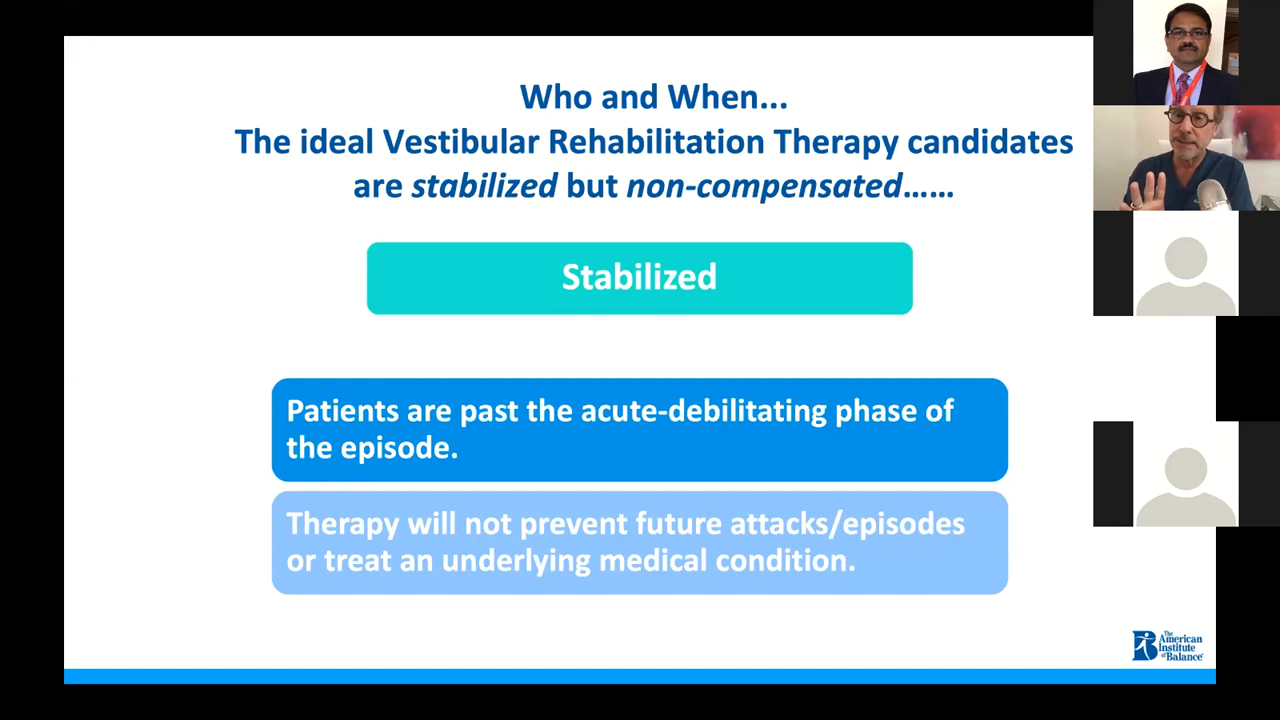 Who and When...
The ideal Vestibular Rehabilitation Therapy candidates
are stabilized but non-compensated......
Stabilized
Patients are past the acute-debilitating phase of
the episode.
Therapy will not prevent future attacks/episodes
or treat an underlying medical condition.
The
American
Institute
of Balance